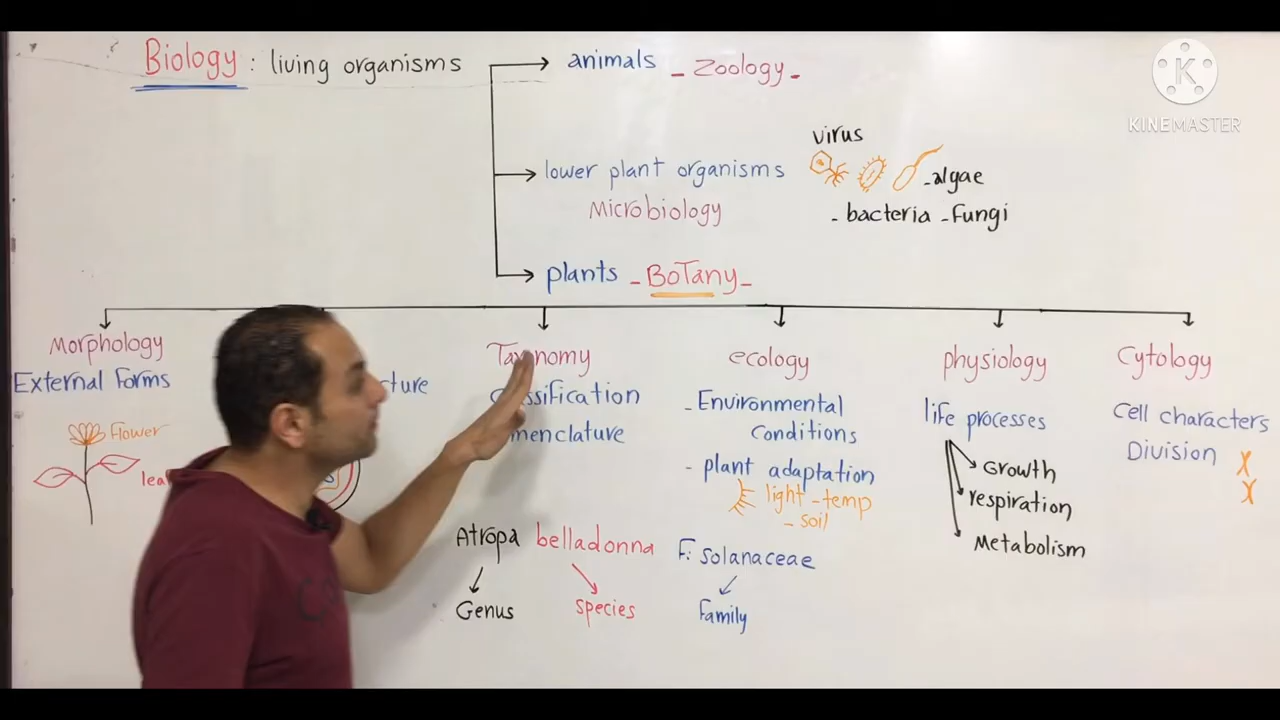 Biology : living organisms
animals - Zoology -
KINEMASTER
virus
lower plant organisms
- algae
Microbiology
- bacteria - Fungi
plants - BoTany -
Morphology
External Forms
Flower
Taxonomy
menclature
ecology
- Environmental
Conditions
- plant adaptation
light - temp
- soil
physiology
life processes
Growth
respiration
Metabolism
Cytology
Cell characters
Division
Atropa belladonna
Genus
species
F: solanaceae
Family